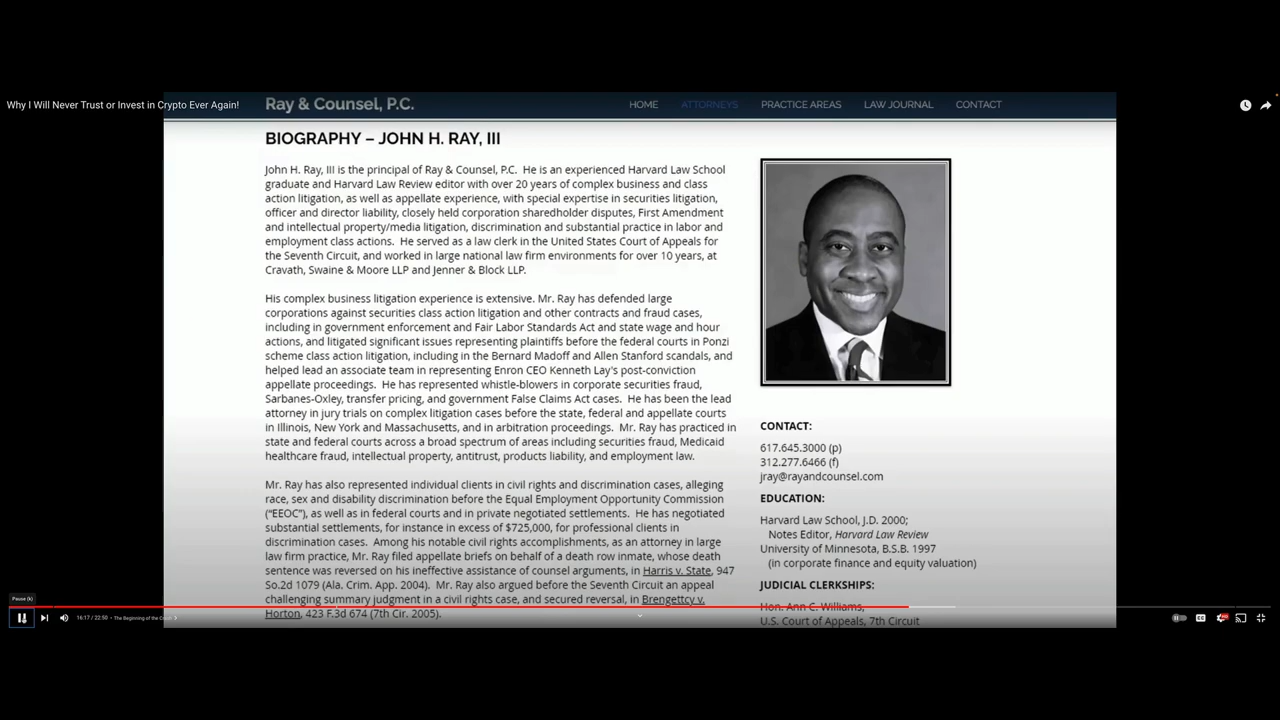 Why I Will Never Trust or Invest in Crypto Ever Again!
Ray & Counsel, P.C.
HOME
ATTORNEYS
PRACTICE AREAS
LAW JOURNAL
CONTACT
BIOGRAPHY – JOHN H. RAY, III
John H. Ray, III is the principal of Ray & Counsel, P.C. He is an experienced Harvard Law School
graduate and Harvard Law Review editor with over 20 years of complex business and class
action litigation, as well as appellate experience, with special expertise in securities litigation,
officer and director liability, closely held corporation shareholder disputes, First Amendment
and intellectual property/media litigation, discrimination and substantial practice in labor and
employment class actions. He served as a law clerk in the United States Court of Appeals for
the Seventh Circuit, and worked in large national law firm environments for over 10 years, at
Cravath, Swaine & Moore LLP and Jenner & Block LLP.
His complex business litigation experience is extensive. Mr. Ray has defended large
corporations against securities class action litigation and other contracts and fraud cases,
including in government enforcement and Fair Labor Standards Act and state wage and hour
actions, and litigated significant issues representing plaintiffs before the federal courts in Ponzi
scheme class action litigation, including in the Bernard Madoff and Allen Stanford scandals, and
helped lead an associate team in representing Enron CEO Kenneth Lay's post-conviction
appellate proceedings. He has represented whistle-blowers in corporate securities fraud,
Sarbanes-Oxley, transfer pricing, and government False Claims Act cases. He has been the lead
attorney in jury trials on complex litigation cases before the state, federal and appellate courts
in Illinois, New York and Massachusetts, and in arbitration proceedings. Mr. Ray has practiced in
state and federal courts across a broad spectrum of areas including securities fraud, Medicaid
healthcare fraud, intellectual property, antitrust, products liability, and employment law.
Mr. Ray has also represented individual clients in civil rights and discrimination cases, alleging
race, sex and disability discrimination before the Equal Employment Opportunity Commission
("EEOC"), as well as in federal courts and in private negotiated settlements. He has negotiated
substantial settlements, for instance in excess of $725,000, for professional clients in
discrimination cases. Among his notable civil rights accomplishments, as an attorney in large
law firm practice, Mr. Ray filed appellate briefs on behalf of a death row inmate, whose death
sentence was reversed on his ineffective assistance of counsel arguments, in Harris v. State, 947
So.2d 1079 (Ala. Crim. App. 2004). Mr. Ray also argued before the Seventh Circuit an appeal
challenging summary judgment in a civil rights case, and secured reversal, in Brengettcy v.
Horton, 423 F.3d 674 (7th Cir. 2005).
CONTACT:
617.645.3000 (p)
312.277.6466 (f)
jray@rayandcounsel.com
EDUCATION:
Harvard Law School, J.D. 2000;
Notes Editor, Harvard Law Review
University of Minnesota, B.S.B. 1997
(in corporate finance and equity valuation)
JUDICIAL CLERKSHIPS:
Hon. Ann C. Williams,
U.S. Court of Appeals, 7th Circuit
Pause (k)
16:17 / 22:50 • The Beginning of the
CC
HD